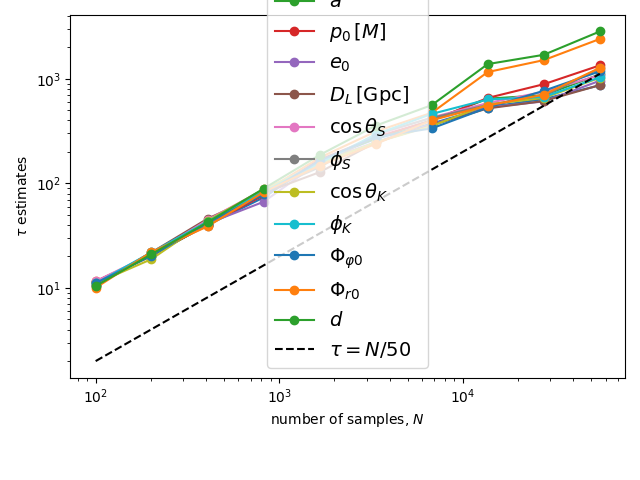 a
p₀ [M]
e₀
D_L [Gpc]
cos θ_S
ϕ_S
cos θ_K
ϕ_K
Φ_φ0
Φ_r0
d
τ = N/50
τ estimates
10³
10²
10¹
10² 10³ 10⁴
number of samples, N